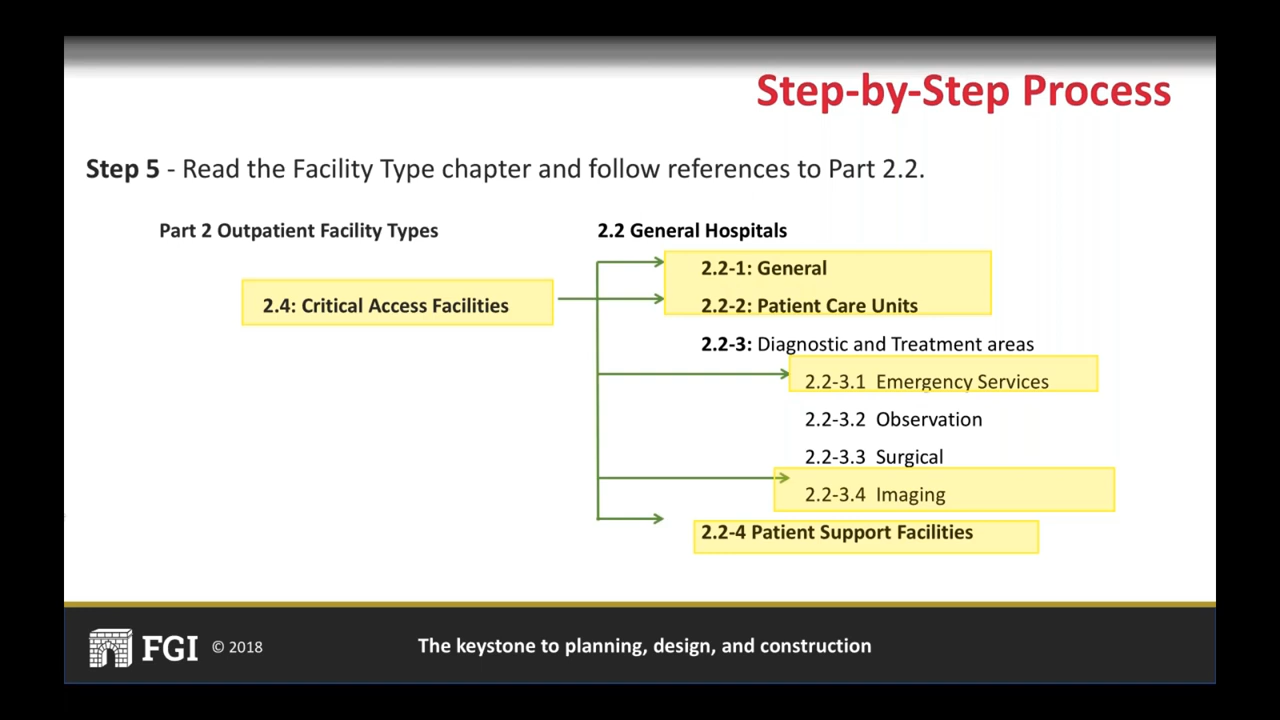 Step-by-Step Process
Step 5 - Read the Facility Type chapter and follow references to Part 2.2.
Part 2 Outpatient Facility Types
2.2 General Hospitals
2.2-1: General
2.4: Critical Access Facilities
2.2-2: Patient Care Units
2.2-3: Diagnostic and Treatment areas
2.2-3.1 Emergency Services
2.2-3.2 Observation
2.2-3.3 Surgical
2.2-3.4 Imaging
2.2-4 Patient Support Facilities
FGI © 2018
The keystone to planning, design, and construction